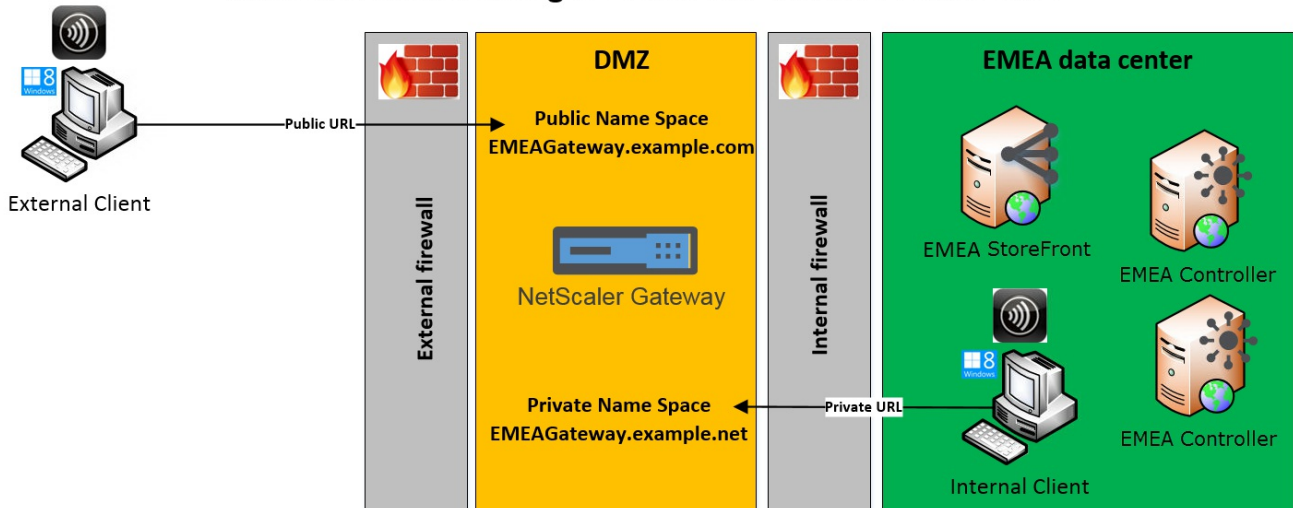 8
Windows
External Client
Public URL
External firewall
DMZ
Public Name Space
EMEAGateway.example.com
NetScaler Gateway
Private Name Space
EMEAGateway.example.net
Internal firewall
Private URL
EMEA data center
EMEA StoreFront
EMEA Controller
8
Windows
Internal Client
EMEA Controller